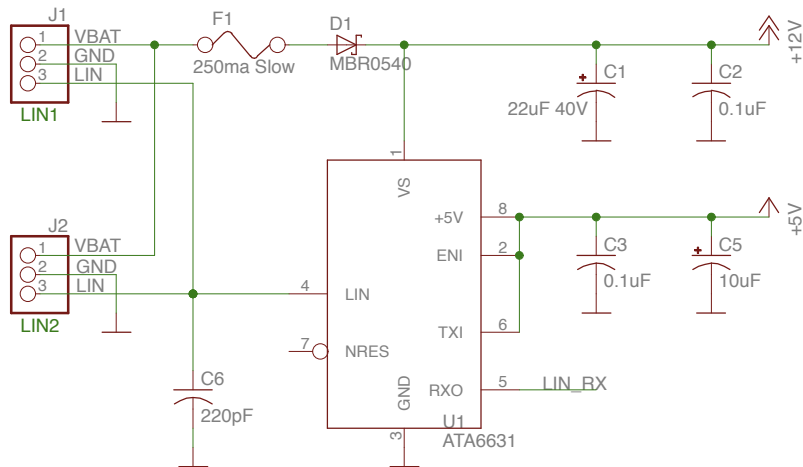 J1
1 VBAT
2 GND
3 LIN
LIN1
F1
250ma Slow
D1
MBR0540
+12V
C1
22uF 40V
C2
0.1uF
1
VS
+5V 8
ENI 2
TXI 6
RXO 5
LIN_RX
4 LIN
7 NRES
GND
3
U1
ATA6631
+5V
C3
0.1uF
C5
10uF
J2
1 VBAT
2 GND
3 LIN
LIN2
C6
220pF